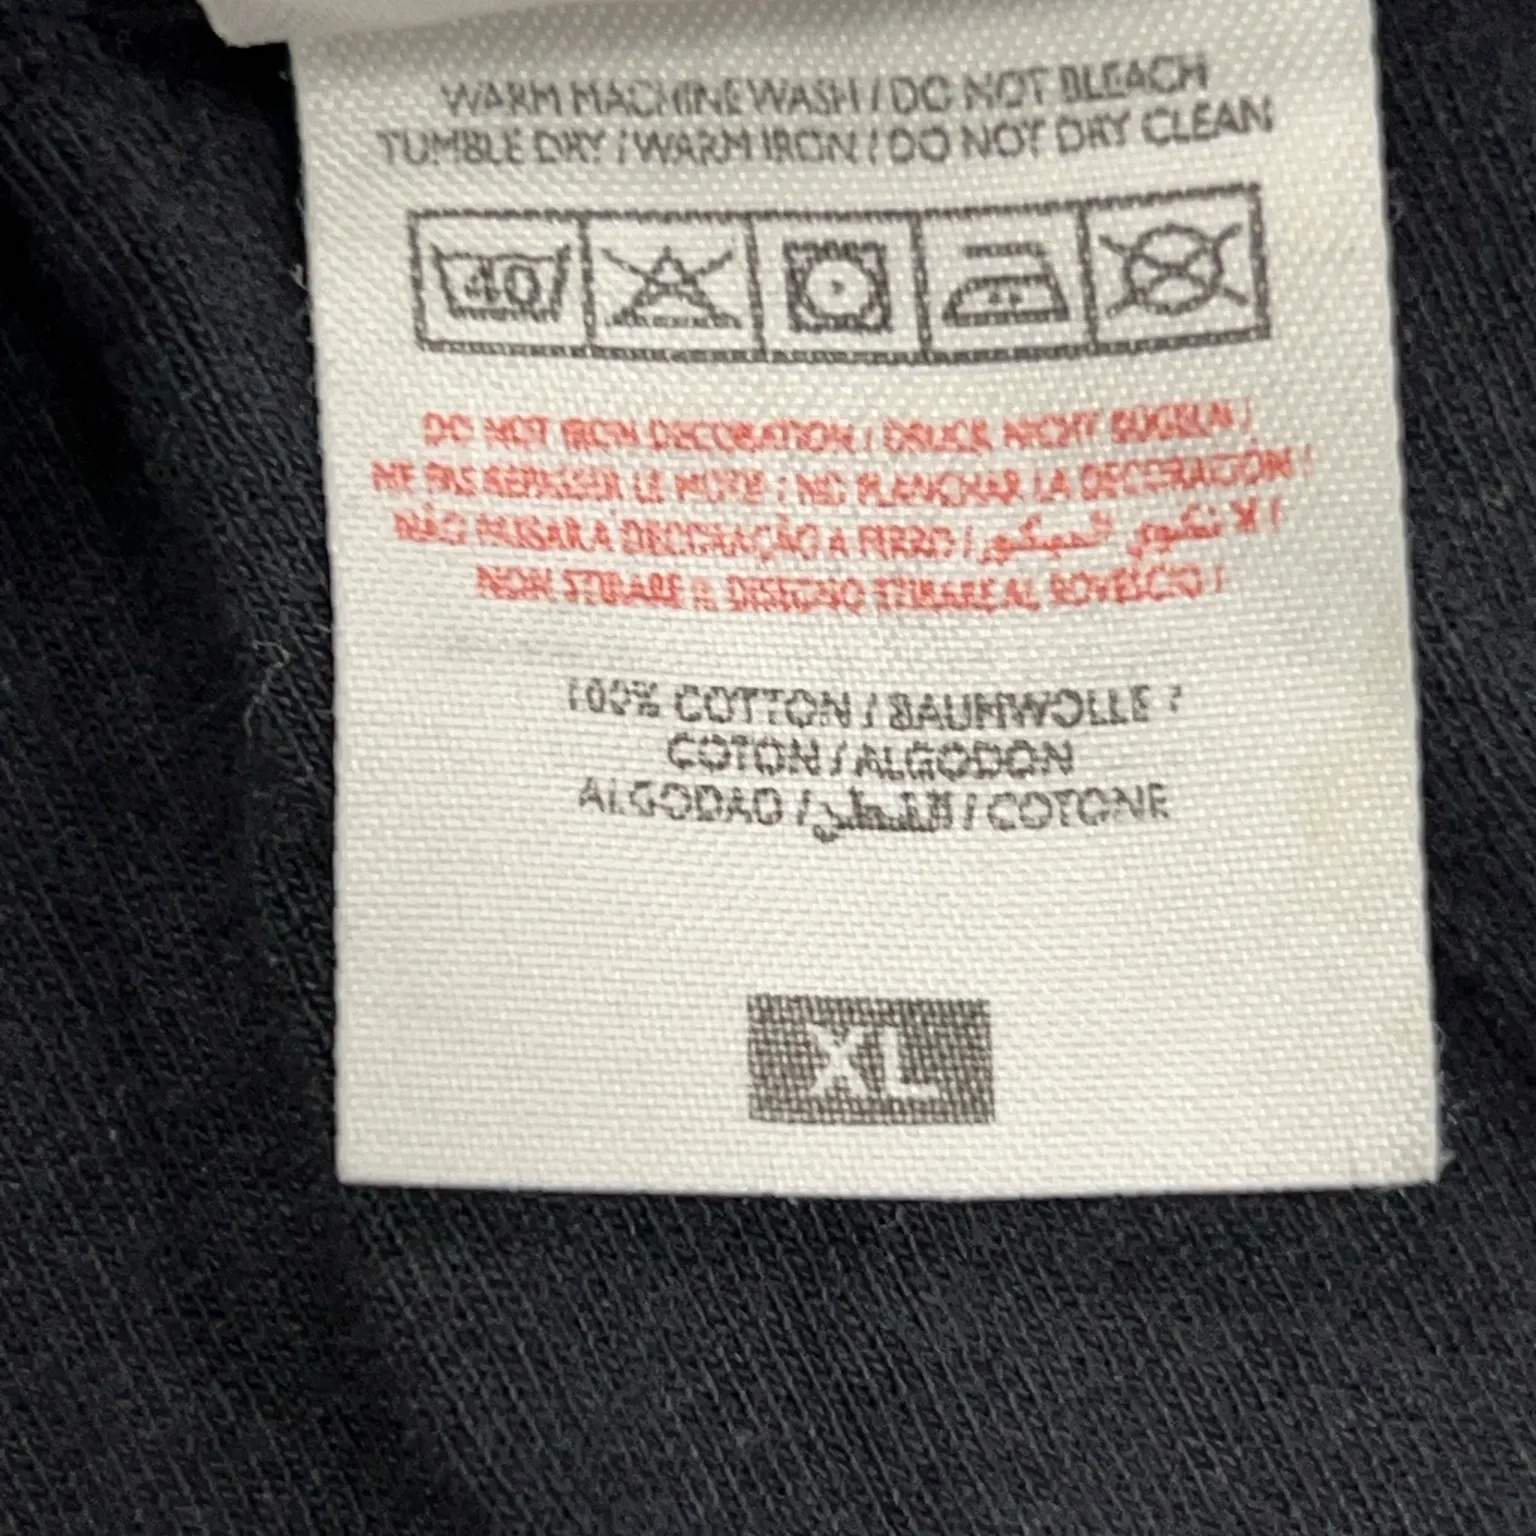 WARM MACHINE WASH / DO NOT BLEACH
TUMBLE DRY / WARM IRON / DO NOT DRY CLEAN
40
DO NOT IRON DECORATION / DRUCK NICHT BÜGELN /
NE PAS REPASSER LE MOTIF / NO PLANCHAR LA DECORACIÓN /
NÃO PASSAR A DECORAÇÃO A FERRO / لا تكوي الديكور /
NON STIRARE IL DISEGNO STIRARE AL ROVESCIO /
100% COTTON / BAUMWOLLE /
COTON / ALGODON
ALGODAO / القطن / COTONE
XL